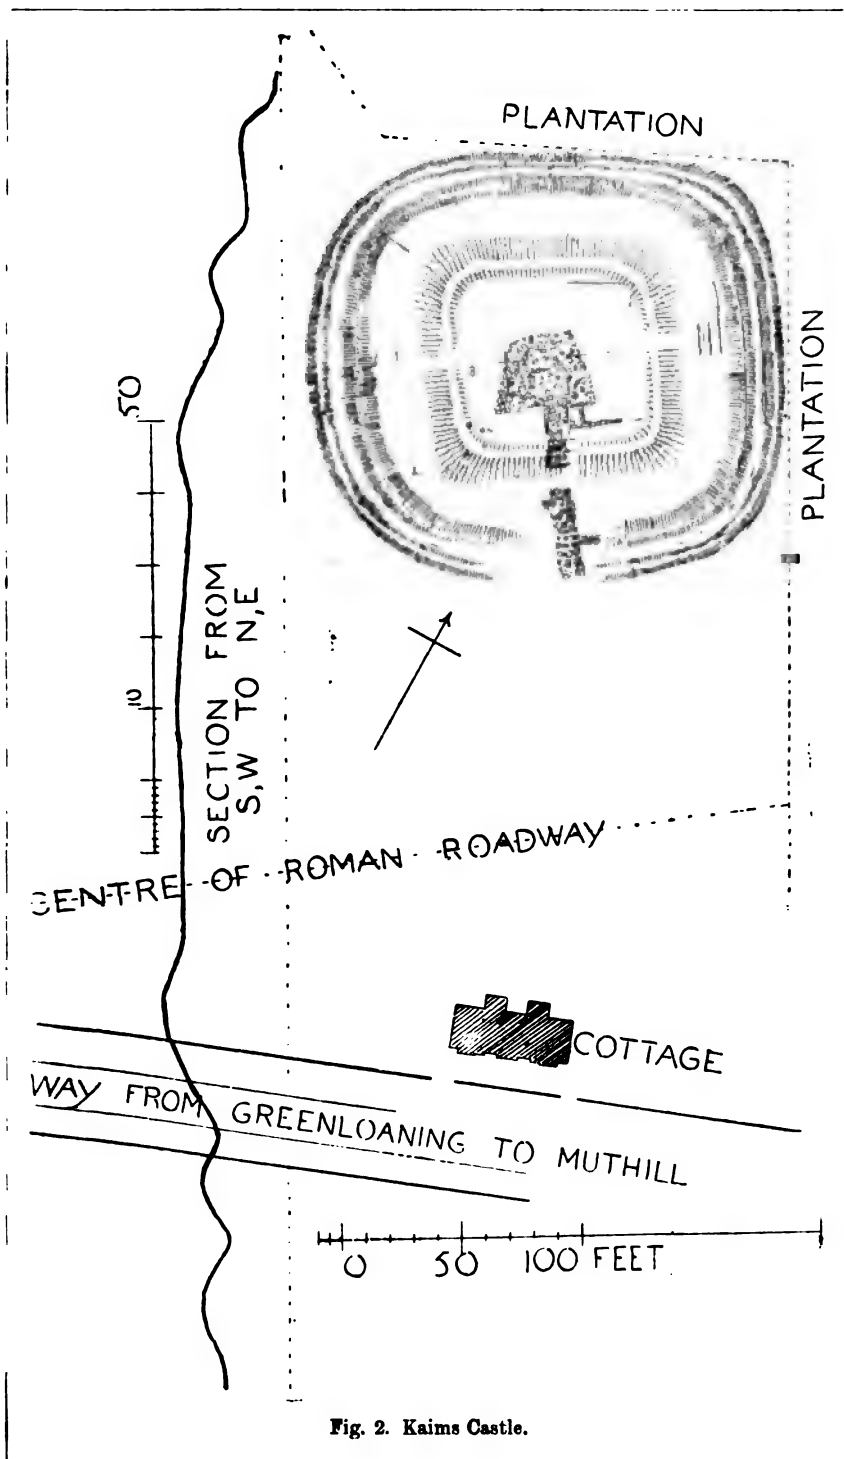 PLANTATION
PLANTATION
50
10
SECTION FROM
S,W TO N,E
CENTRE OF ROMAN ROADWAY
COTTAGE
WAY FROM GREENLOANING TO MUTHILL
0 50 100 FEET
Fig. 2. Kaims Castle.